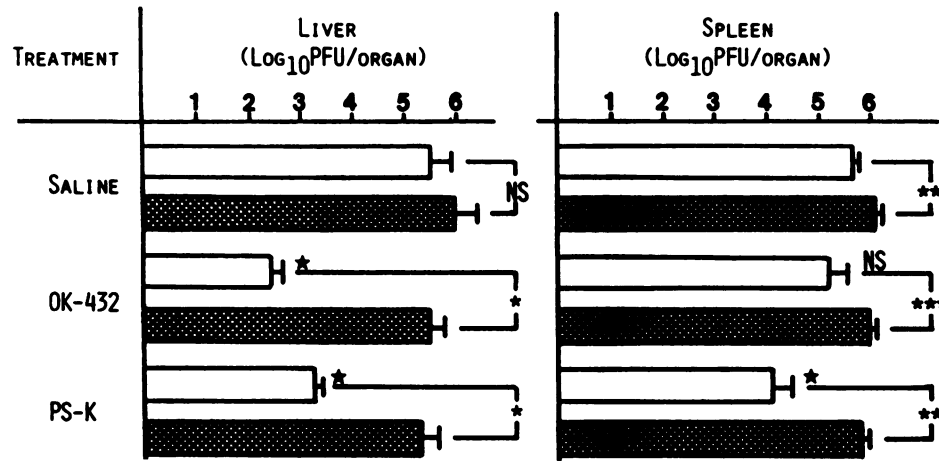 TREATMENT
LIVER
(LOG10PFU/ORGAN)
1 2 3 4 5 6
SPLEEN
(LOG10PFU/ORGAN)
1 2 3 4 5 6
SALINE
NS
**
OK-432
★
*
NS
**
PS-K
★
*
★
**